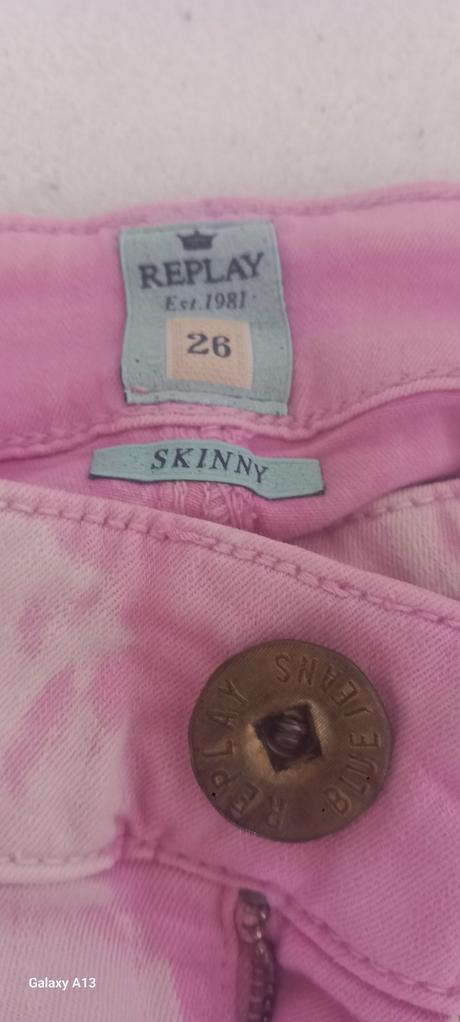 REPLAY
Est.1981
26
SKINNY
REPLAY BLUE JEANS
Galaxy A13